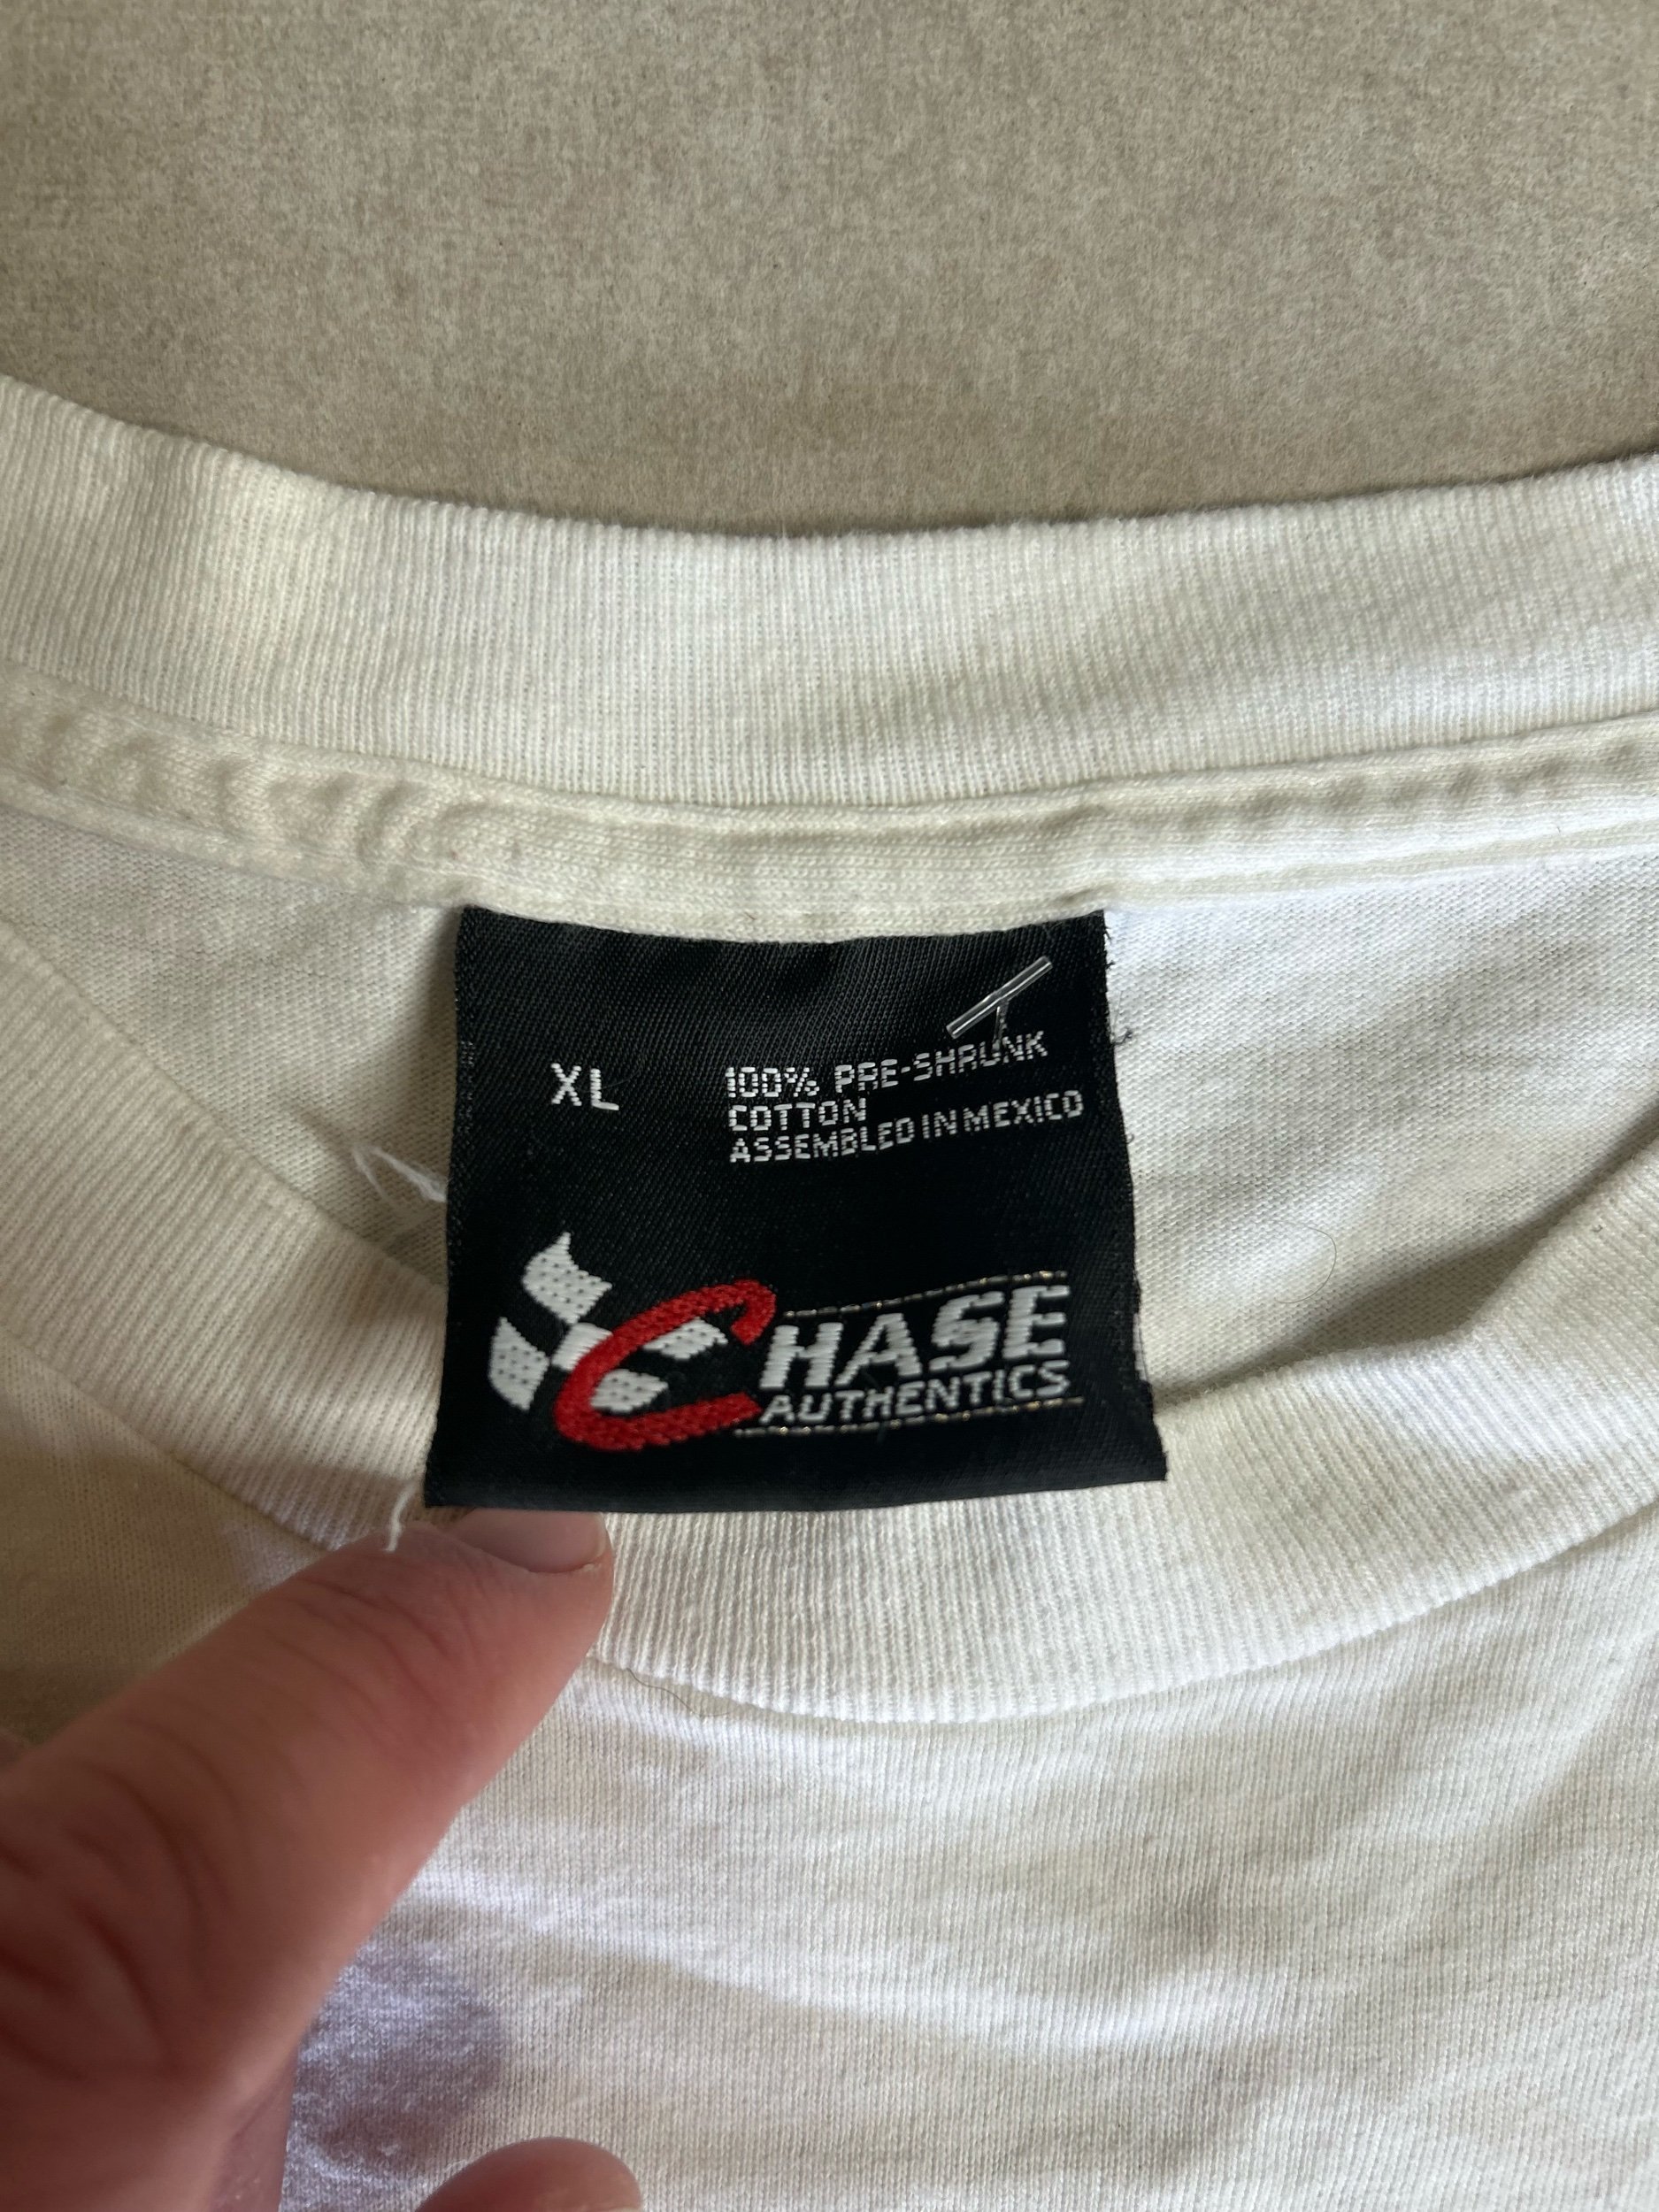 XL
100% PRE-SHRUNK
COTTON
ASSEMBLED IN MEXICO
CHASE
AUTHENTICS